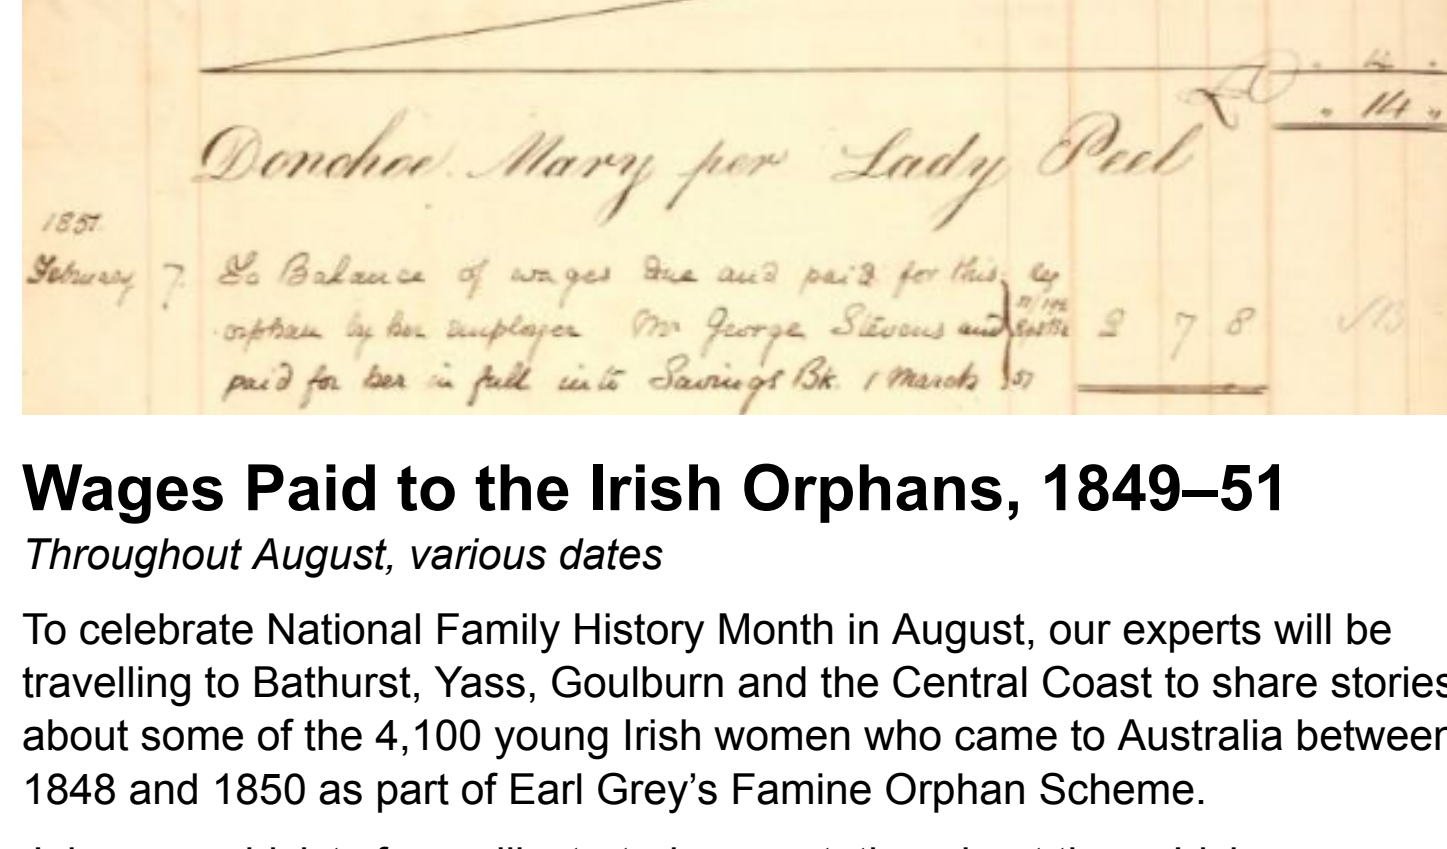 " 14 "
Donohoe Mary per Lady Peel
1851
February 7. To Balance of wages due and paid for this by
orphan by her employer Mr George Stevens and 2 7 8
paid for her in full into Savings Bk. 1 March 51
Wages Paid to the Irish Orphans, 1849–51
Throughout August, various dates
To celebrate National Family History Month in August, our experts will be
travelling to Bathurst, Yass, Goulburn and the Central Coast to share stories
about some of the 4,100 young Irish women who came to Australia between
1848 and 1850 as part of Earl Grey’s Famine Orphan Scheme.